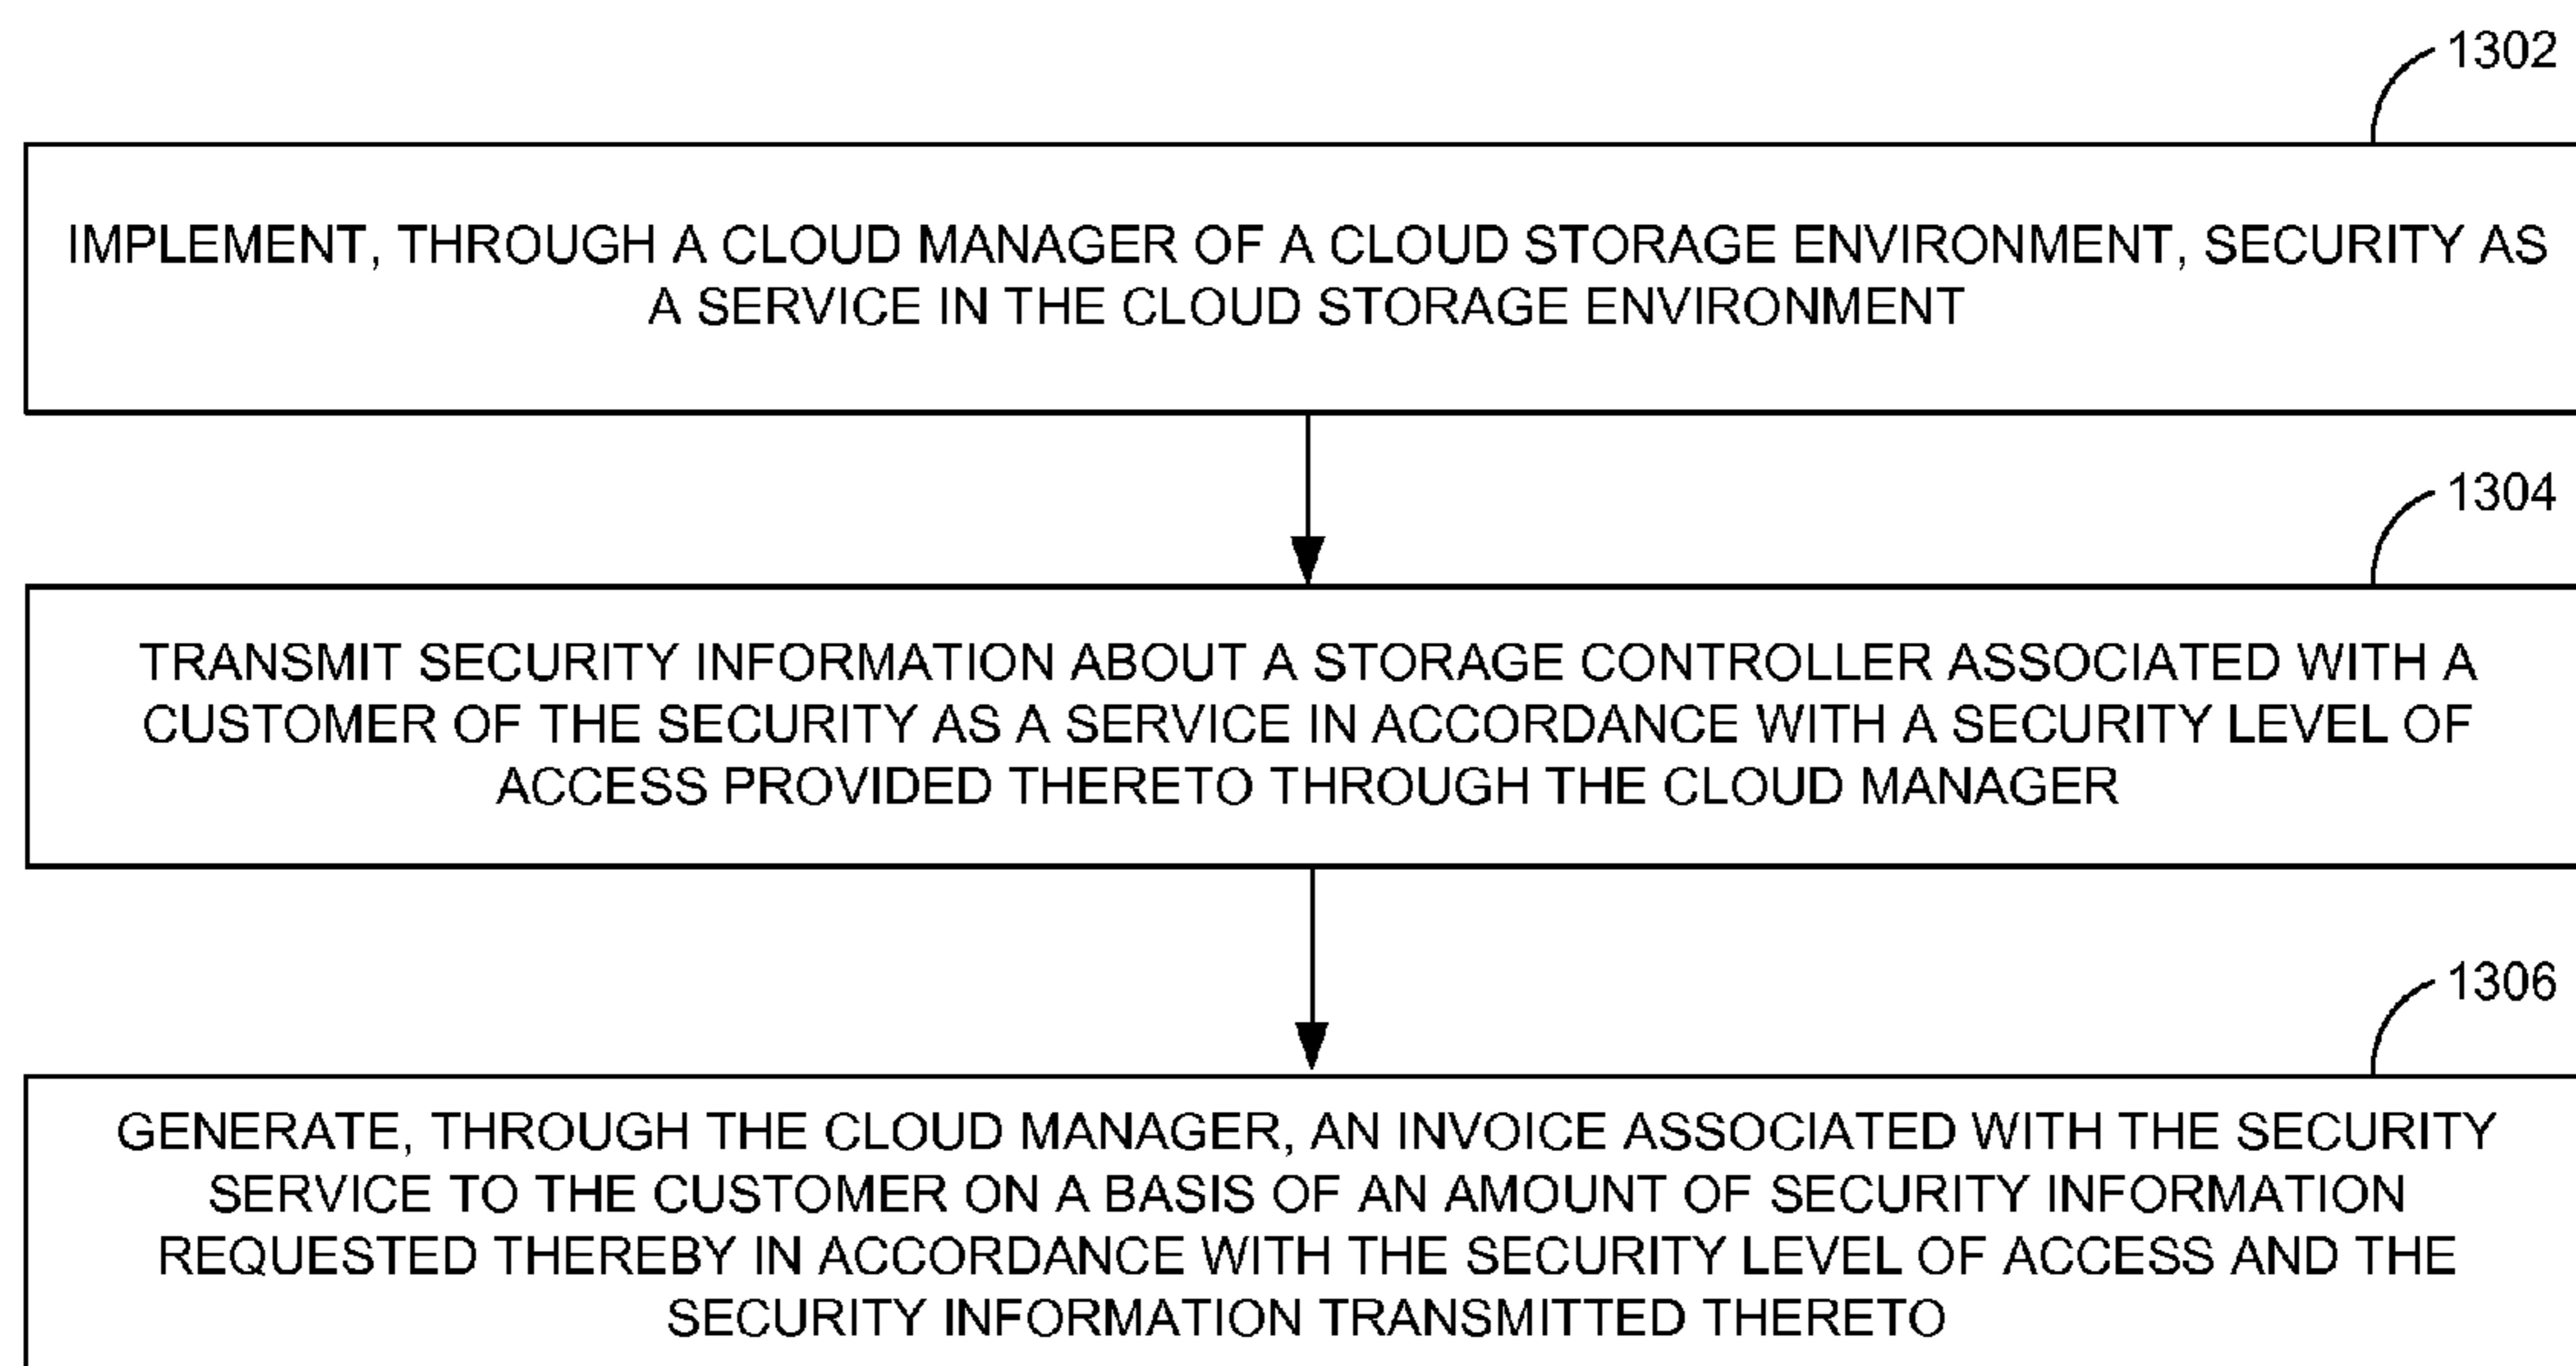 1302
IMPLEMENT, THROUGH A CLOUD MANAGER OF A CLOUD STORAGE ENVIRONMENT, SECURITY AS
A SERVICE IN THE CLOUD STORAGE ENVIRONMENT
1304
TRANSMIT SECURITY INFORMATION ABOUT A STORAGE CONTROLLER ASSOCIATED WITH A
CUSTOMER OF THE SECURITY AS A SERVICE IN ACCORDANCE WITH A SECURITY LEVEL OF
ACCESS PROVIDED THERETO THROUGH THE CLOUD MANAGER
1306
GENERATE, THROUGH THE CLOUD MANAGER, AN INVOICE ASSOCIATED WITH THE SECURITY
SERVICE TO THE CUSTOMER ON A BASIS OF AN AMOUNT OF SECURITY INFORMATION
REQUESTED THEREBY IN ACCORDANCE WITH THE SECURITY LEVEL OF ACCESS AND THE
SECURITY INFORMATION TRANSMITTED THERETO